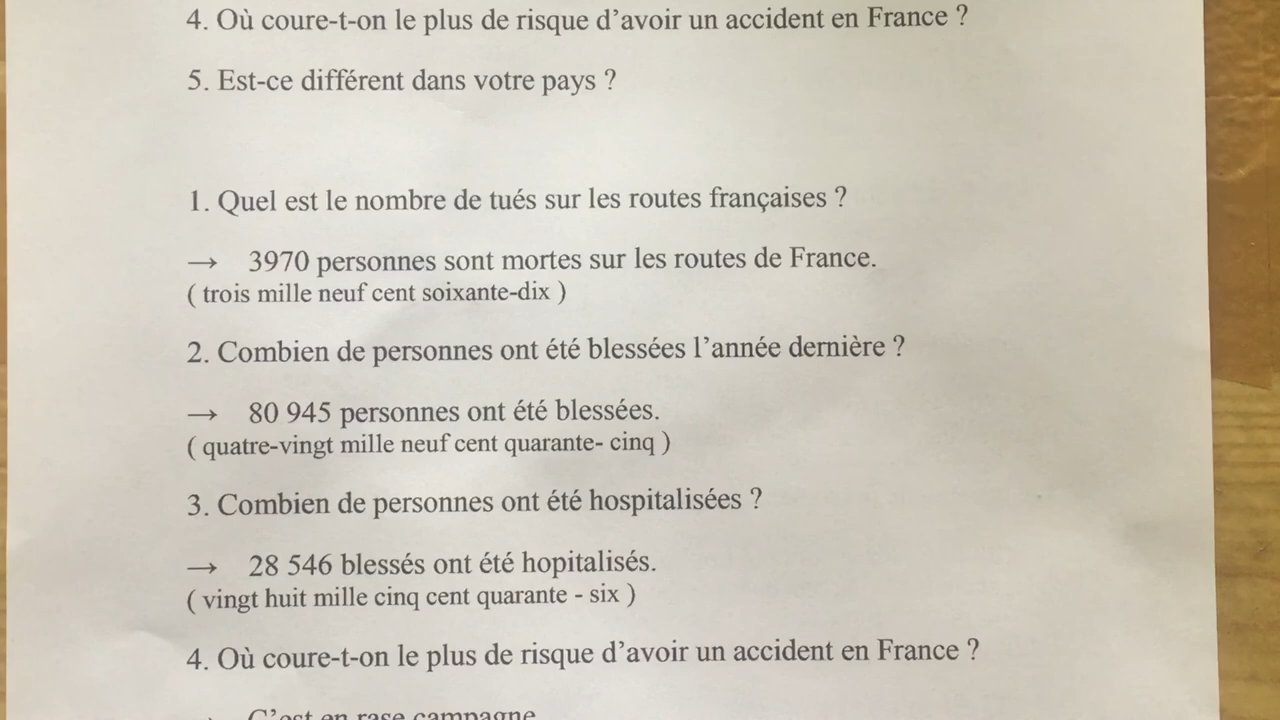 4. Où coure-t-on le plus de risque d’avoir un accident en France ?
5. Est-ce différent dans votre pays ?
1. Quel est le nombre de tués sur les routes françaises ?
→ 3970 personnes sont mortes sur les routes de France.
( trois mille neuf cent soixante-dix )
2. Combien de personnes ont été blessées l’année dernière ?
→ 80 945 personnes ont été blessées.
( quatre-vingt mille neuf cent quarante- cinq )
3. Combien de personnes ont été hospitalisées ?
→ 28 546 blessés ont été hopitalisés.
( vingt huit mille cinq cent quarante - six )
4. Où coure-t-on le plus de risque d’avoir un accident en France ?
→ C’est en rase campagne